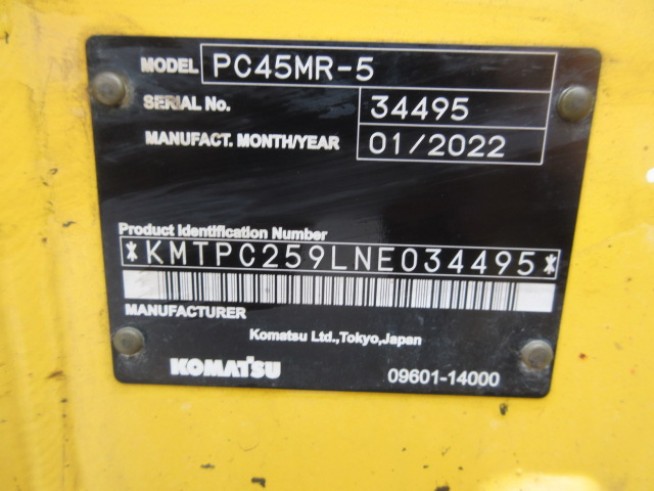 MODEL PC45MR-5
SERIAL No. 34495
MANUFACT. MONTH/YEAR 01/2022
Product Identification Number
*KMTPC259LNE034495*
MANUFACTURER
Komatsu Ltd.,Tokyo,Japan
KOMATSU 09601-14000